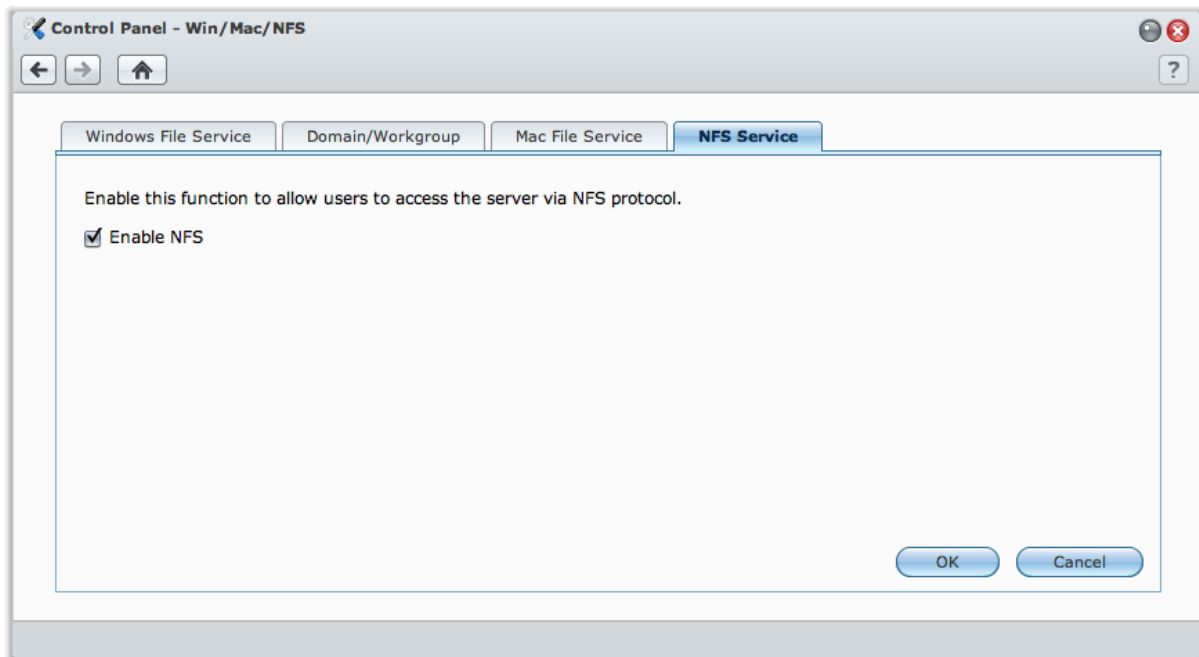 Control Panel - Win/Mac/NFS
?
Windows File Service Domain/Workgroup Mac File Service NFS Service
Enable this function to allow users to access the server via NFS protocol.
Enable NFS
OK Cancel